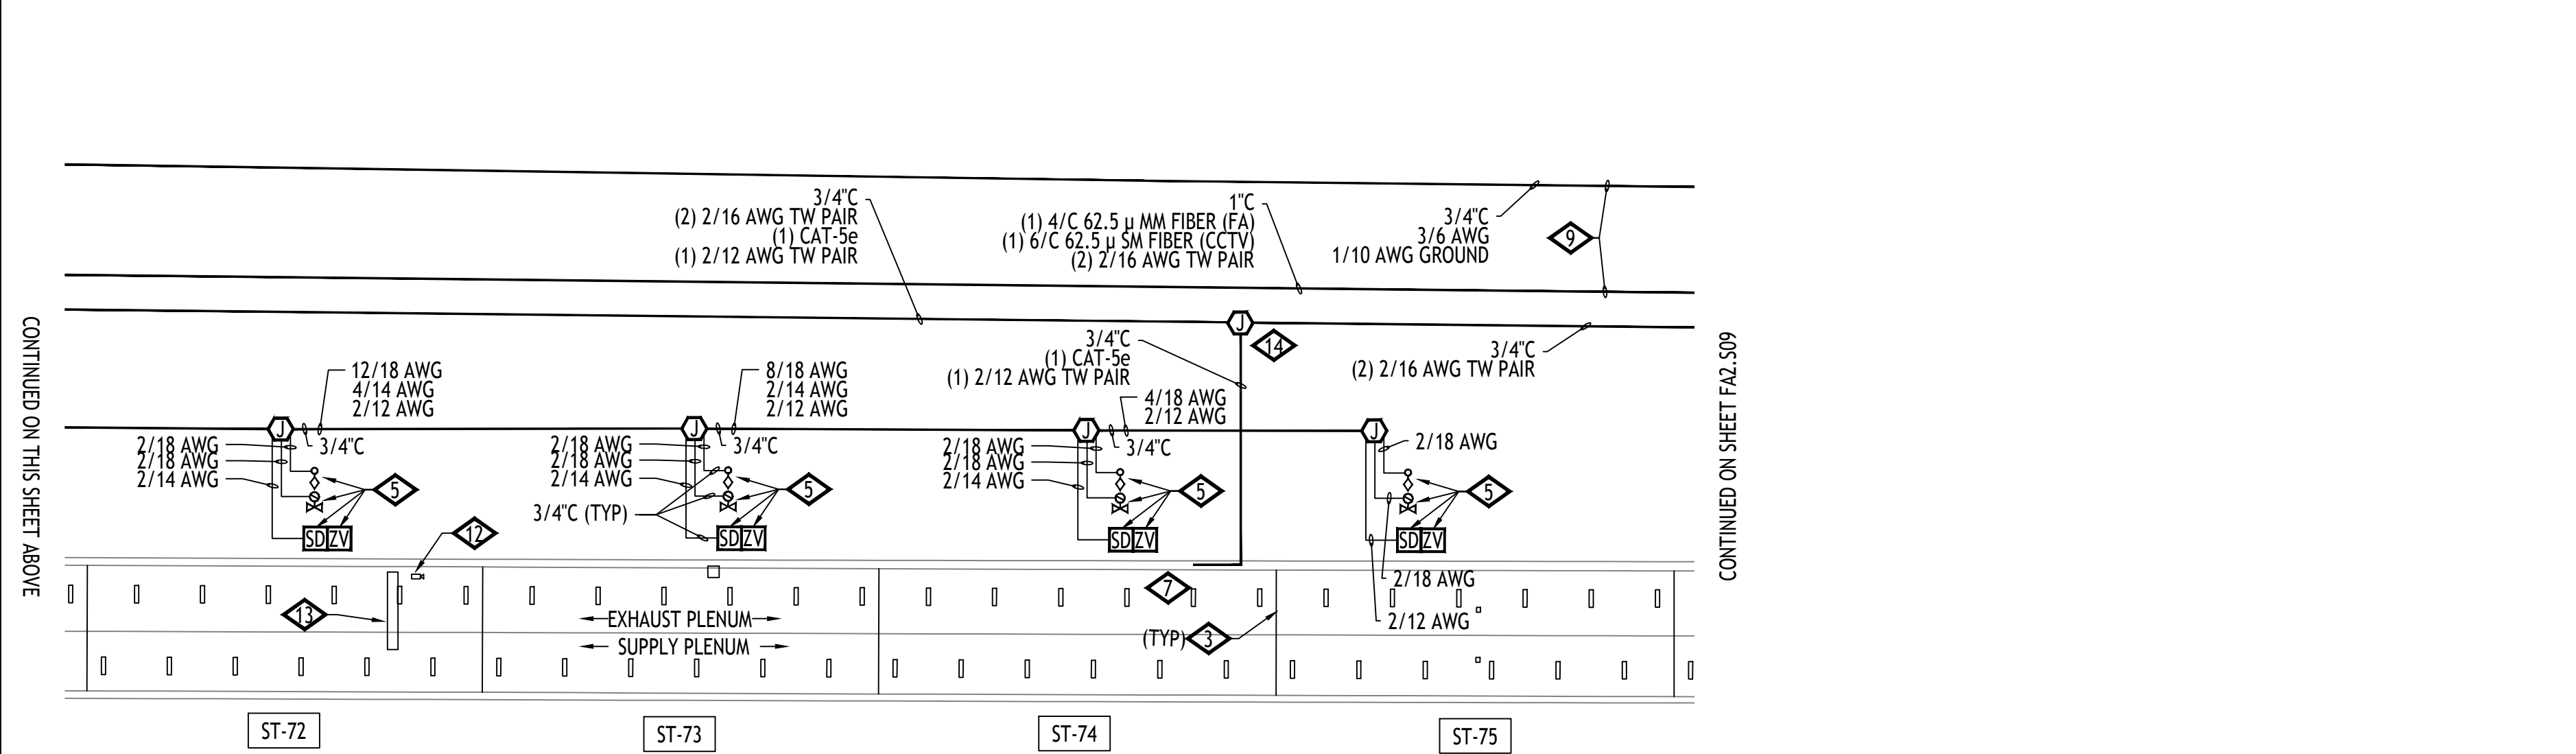 3/4"C
(2) 2/16 AWG TW PAIR
(1) CAT-5e
(1) 2/12 AWG TW PAIR
1"C
(1) 4/C 62.5 µ MM FIBER (FA)
(1) 6/C 62.5 µ SM FIBER (CCTV)
(2) 2/16 AWG TW PAIR
3/4"C
3/6 AWG
1/10 AWG GROUND
9
CONTINUED ON THIS SHEET ABOVE
CONTINUED ON SHEET FA2.S09
J
14
3/4"C
(1) CAT-5e
(1) 2/12 AWG TW PAIR
3/4"C
(2) 2/16 AWG TW PAIR
12/18 AWG
4/14 AWG
2/12 AWG
8/18 AWG
2/14 AWG
2/12 AWG
4/18 AWG
2/12 AWG
J
3/4"C
2/18 AWG
2/18 AWG
2/14 AWG
5
SD ZV
J
3/4"C
2/18 AWG
2/18 AWG
2/14 AWG
3/4"C (TYP)
5
SD ZV
J
3/4"C
2/18 AWG
2/18 AWG
2/14 AWG
5
SD ZV
J
2/18 AWG
5
SD ZV
2/18 AWG
2/12 AWG
12
13
7
EXHAUST PLENUM
SUPPLY PLENUM
(TYP) 3
ST-72
ST-73
ST-74
ST-75